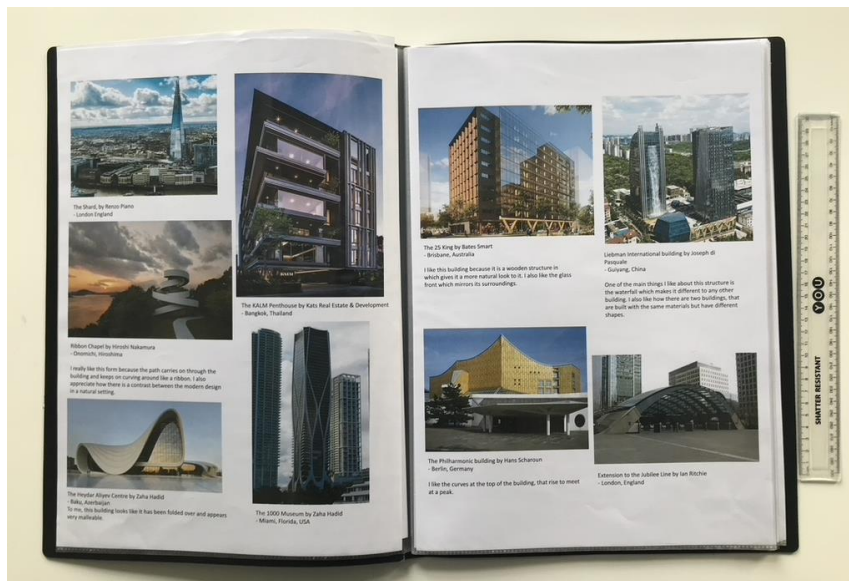 The Shard, by Renzo Piano
- London England
Ribbon Chapel by Hiroshi Nakamura
- Onomichi, Hiroshima
I really like this form because the path carries on through the
building and keeps on curving around like a ribbon. I also
appreciate how there is a contrast between the modern design
in a natural setting.
The Heydar Aliyev Centre by Zaha Hadid
- Baku, Azerbaijan
To me, this building looks like it has been folded over and appears
very malleable.
The KALM Penthouse by Kats Real Estate & Development
- Bangkok, Thailand
The 1000 Museum by Zaha Hadid
- Miami, Florida, USA
The 25 King by Bates Smart
- Brisbane, Australia
I like this building because it is a wooden structure in
which gives it a more natural look to it. I also like the glass
front which mirrors its surroundings.
The Philharmonic building by Hans Scharoun
- Berlin, Germany
I like the curves at the top of the building, that rise to meet
at a peak.
Liebman International building by Joseph di
Pasquale
- Guiyang, China
One of the main things I like about this structure is
the waterfall which makes it different to any other
building. I also like how there are two buildings, that
are built with the same materials but have different
shapes.
Extension to the Jubilee Line by Ian Ritchie
- London, England
SHATTER RESISTANT
YOU